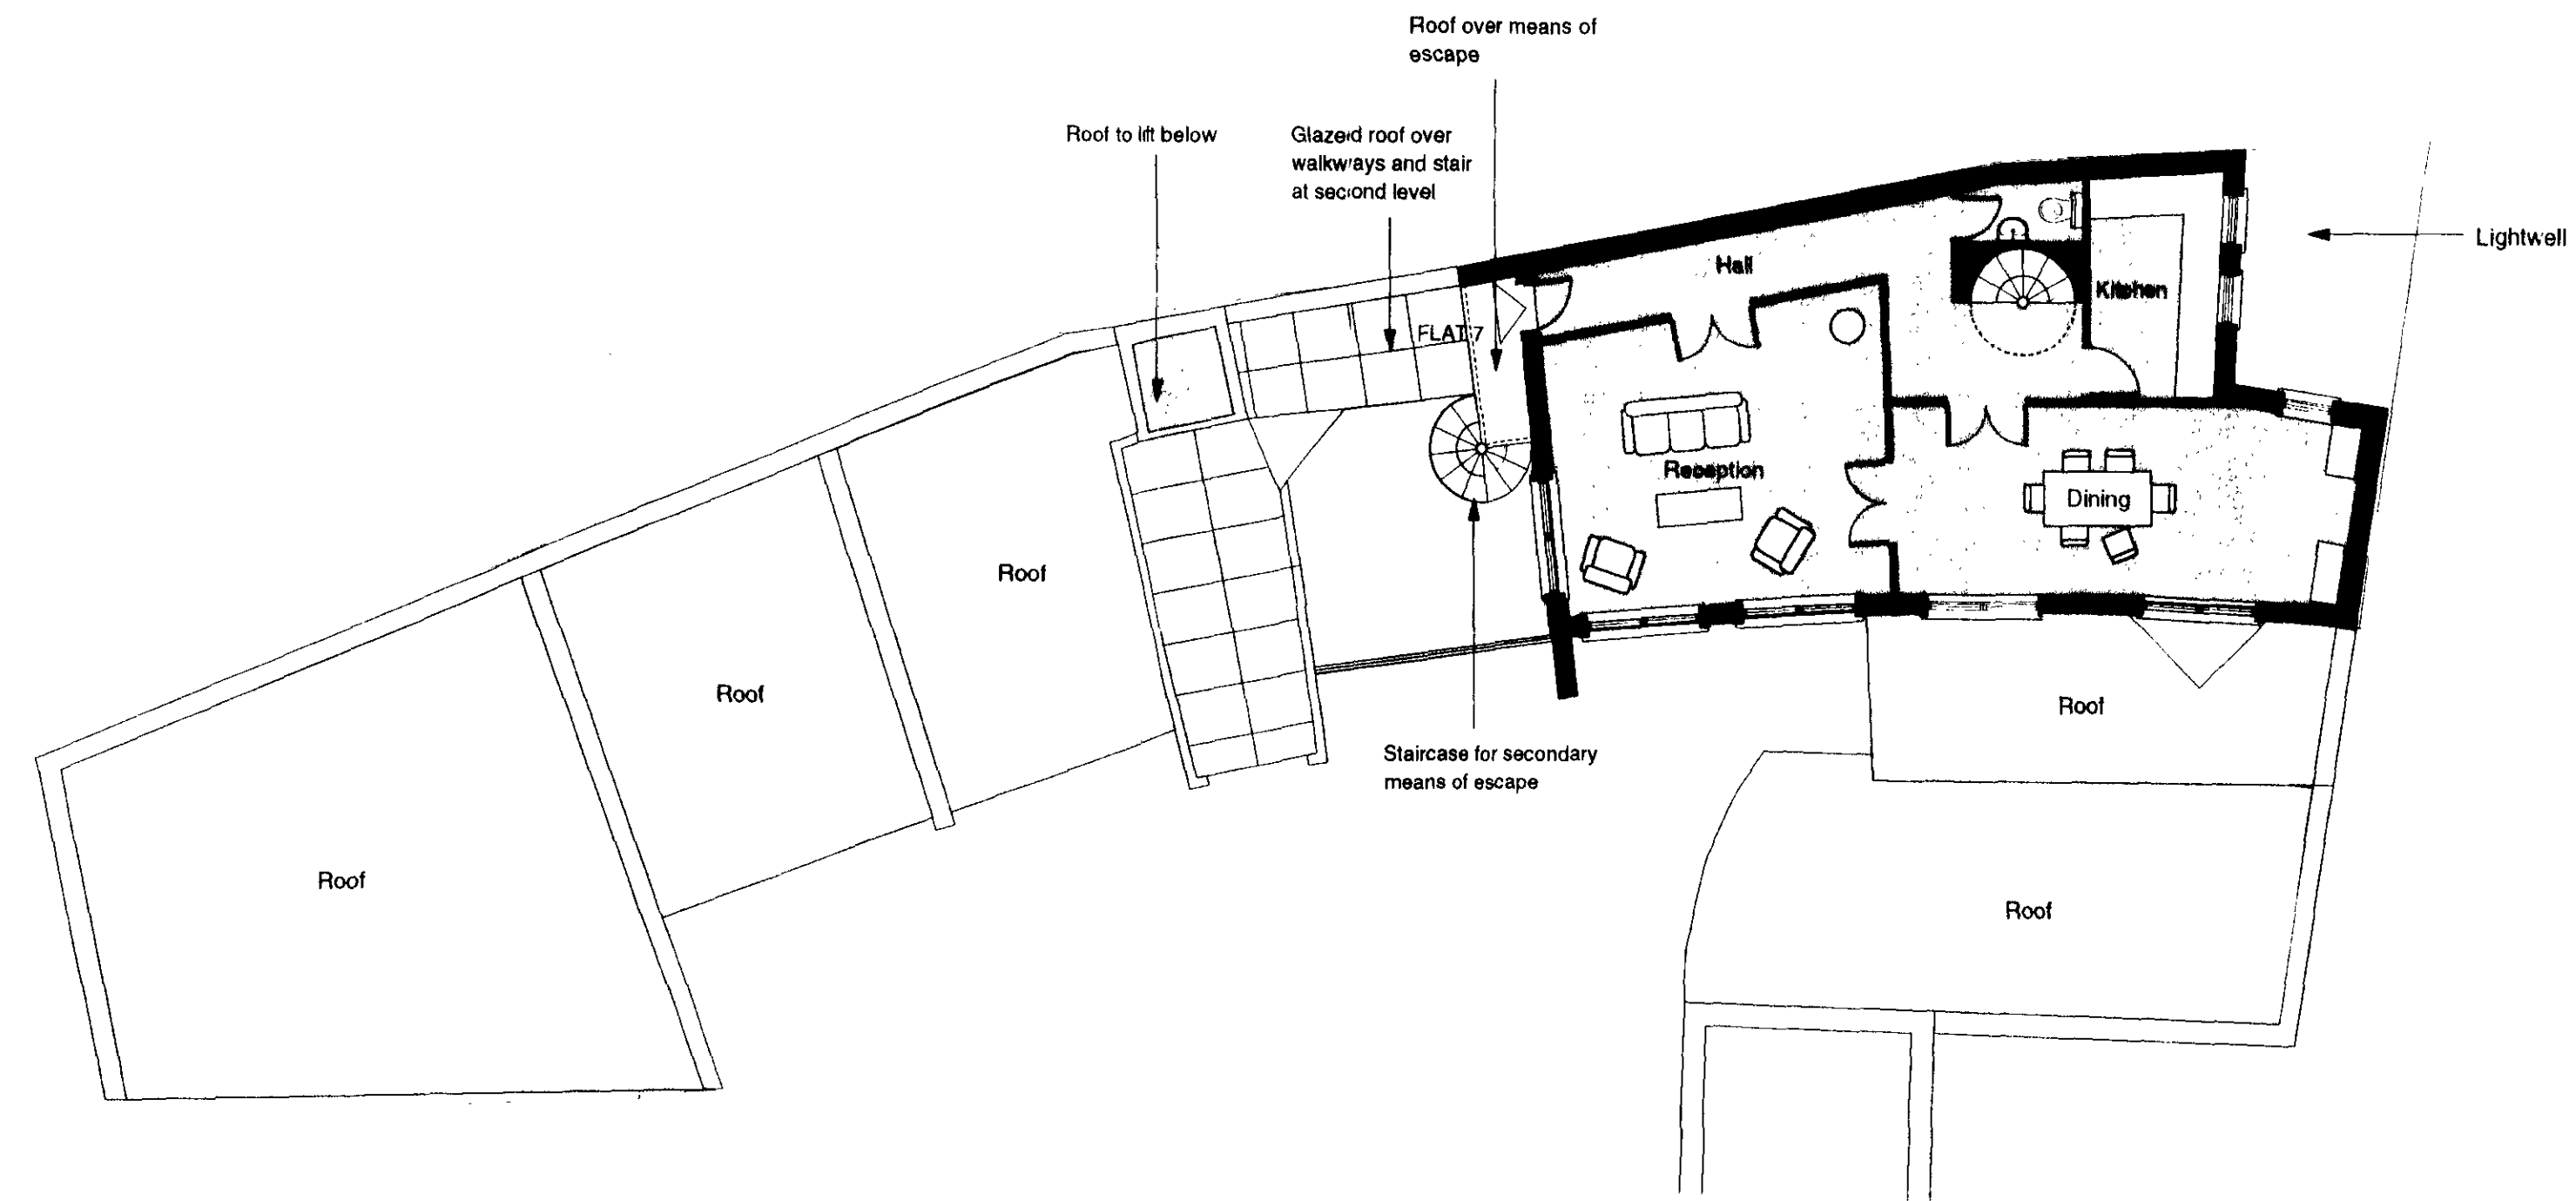 Roof over means of
escape
Roof to lift below
Glazed roof over
walkways and stair
at second level
Lightwell
Hall
Kitchen
FLAT 7
Reception
Dining
Roof
Roof
Roof
Roof
Staircase for secondary
means of escape
Roof